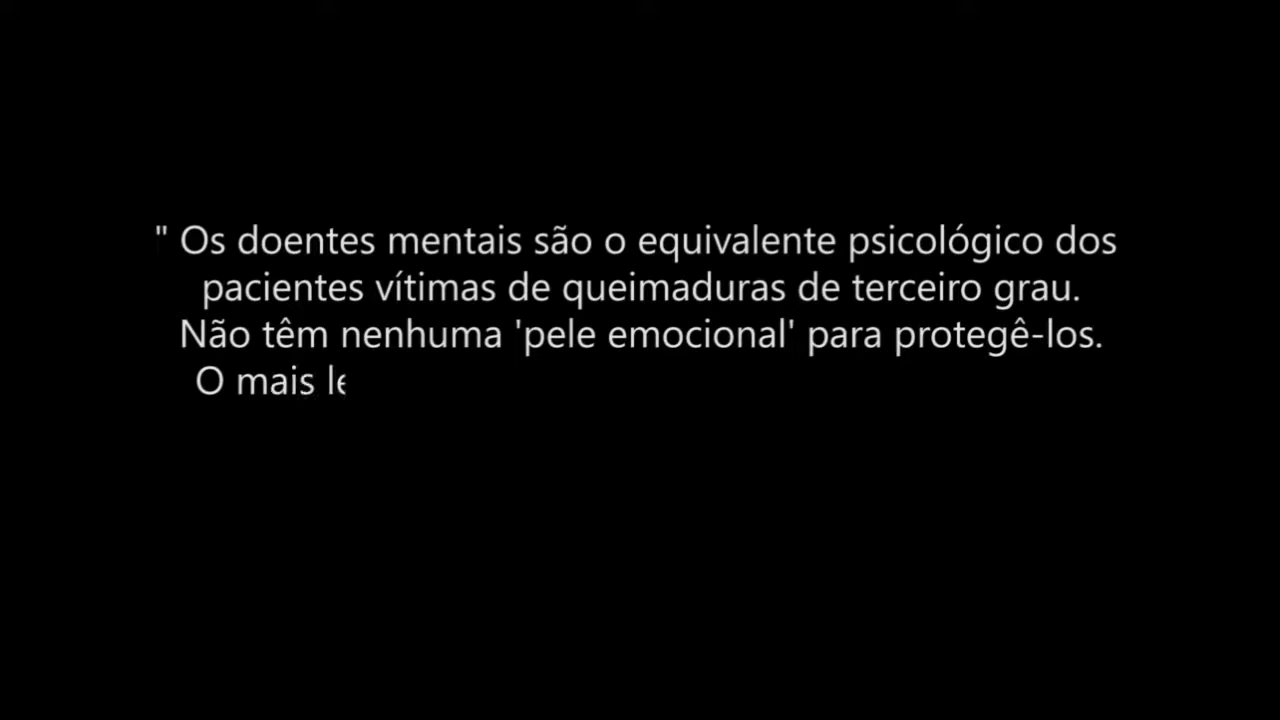 " Os doentes mentais são o equivalente psicológico dos
pacientes vítimas de queimaduras de terceiro grau.
Não têm nenhuma 'pele emocional' para protegê-los.
O mais le